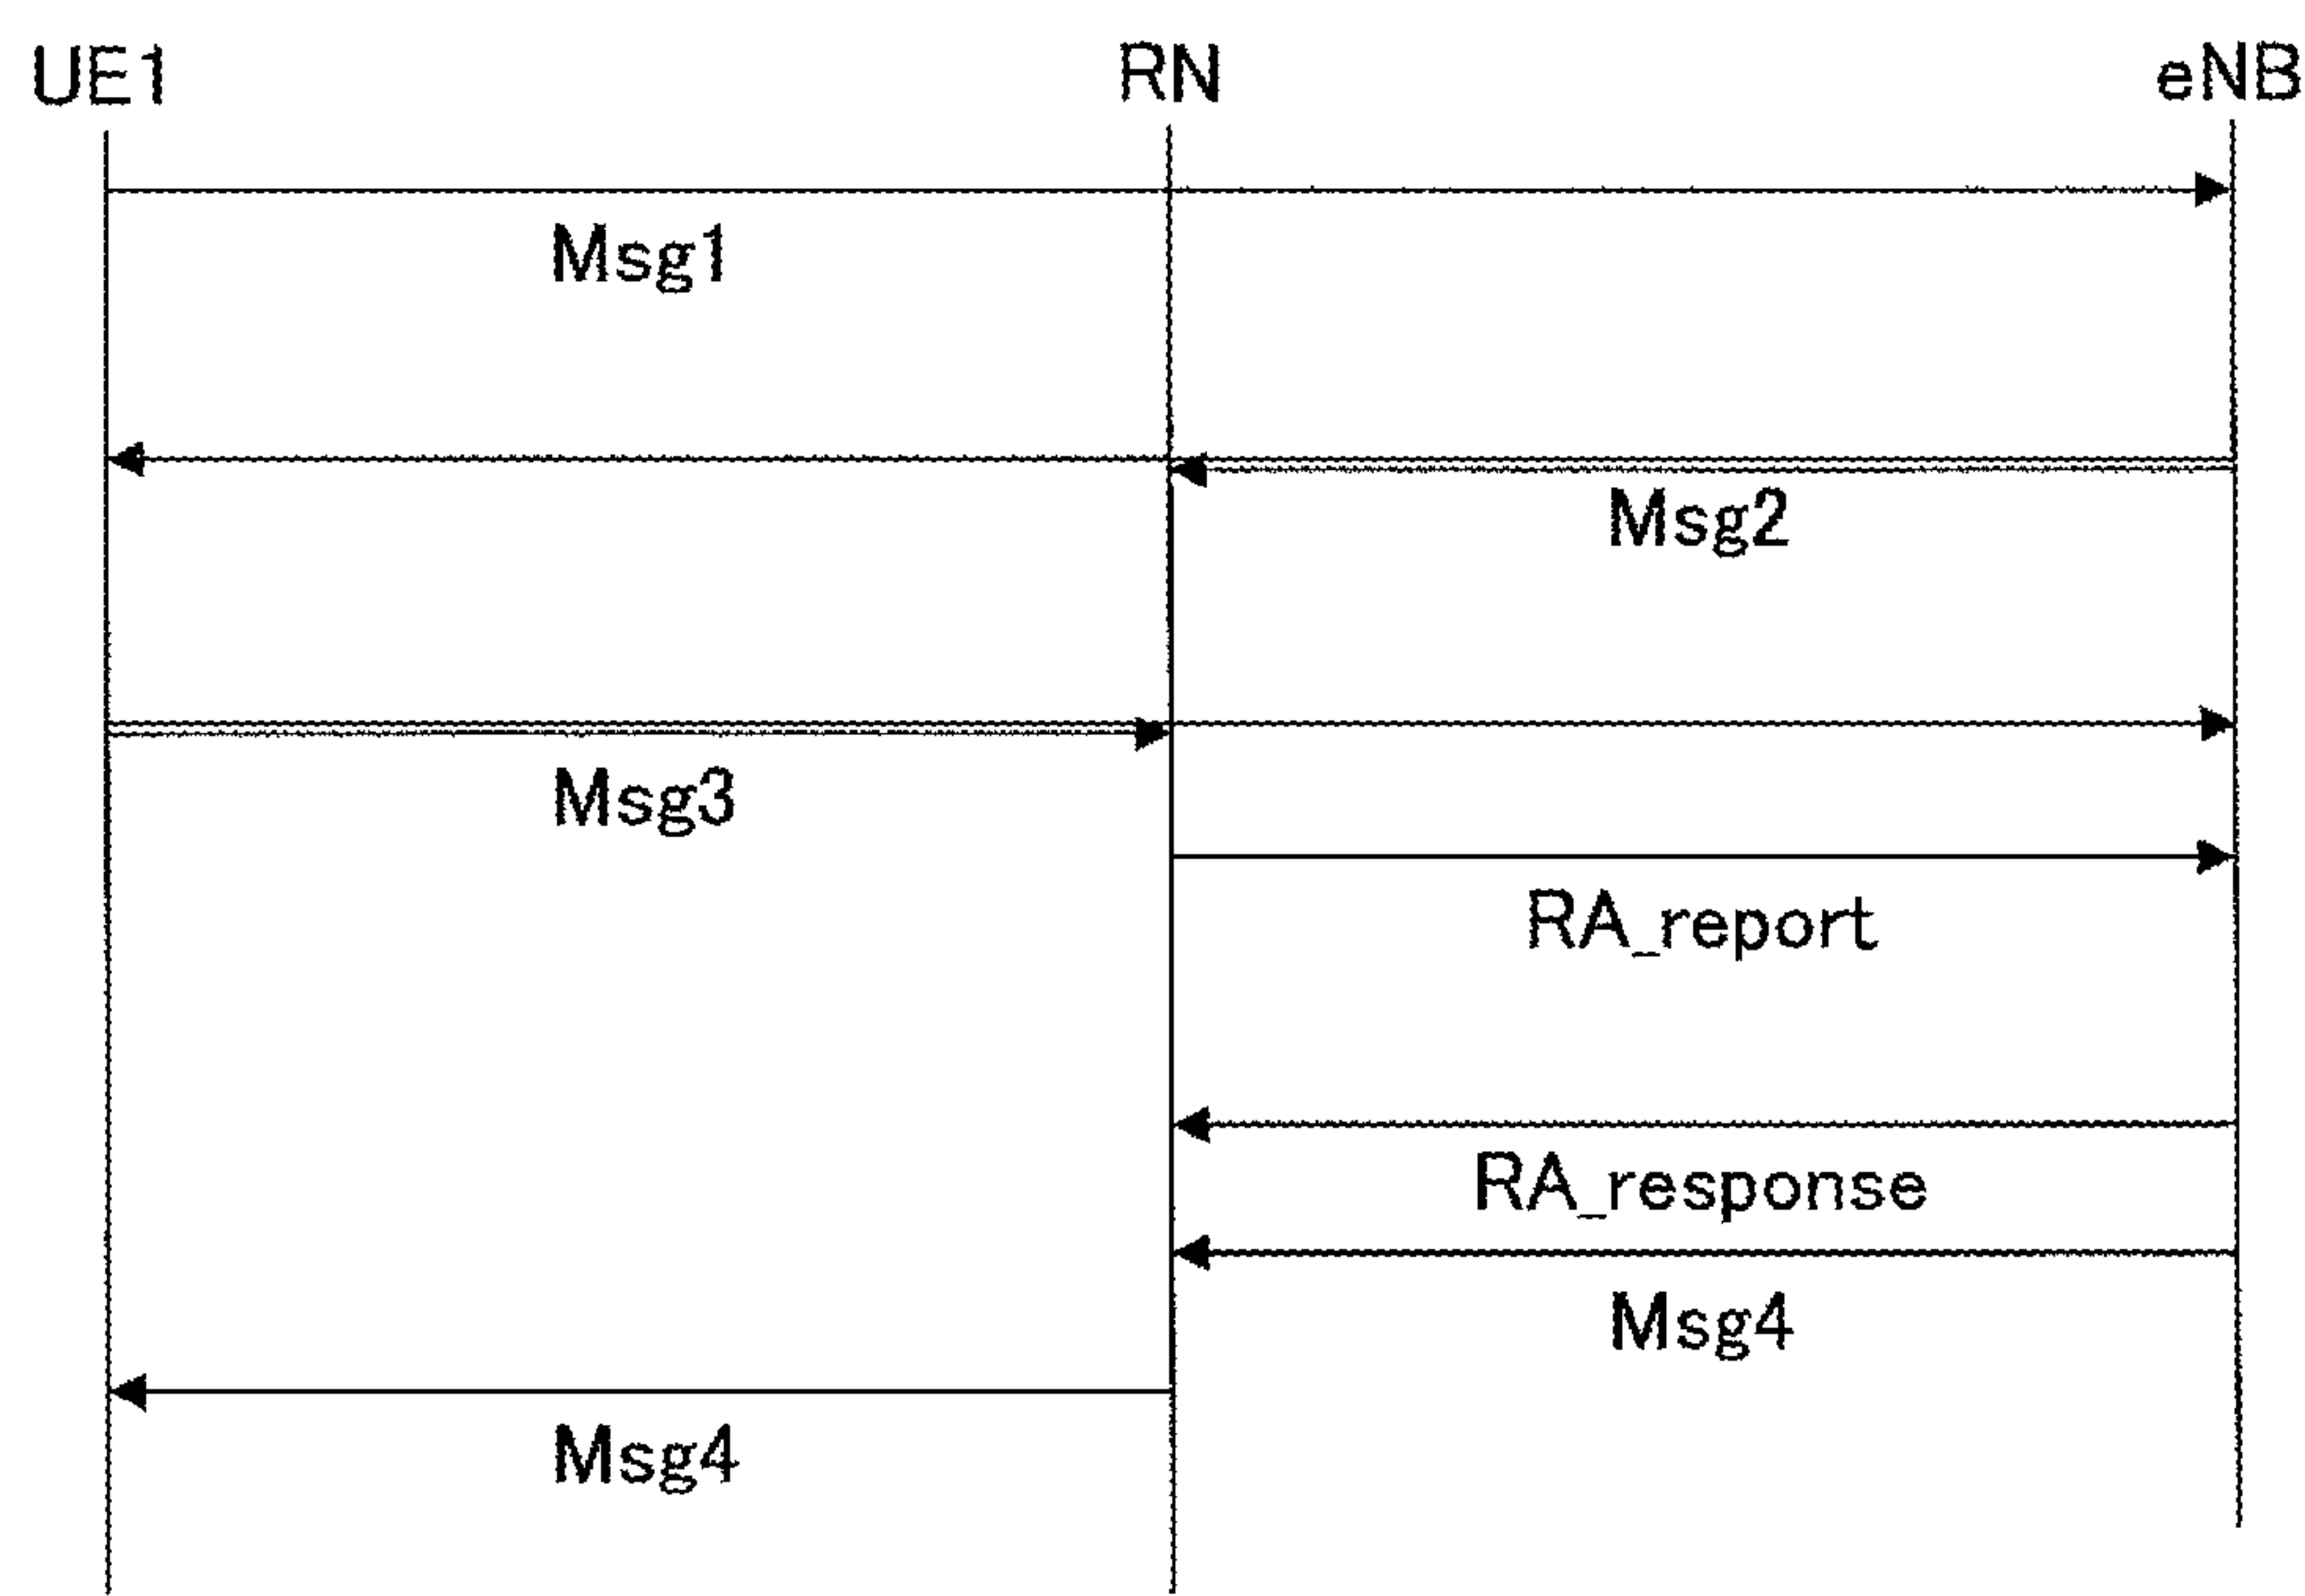 UE1 RN eNB
Msg1
Msg2
Msg3
RA_report
RA_response
Msg4
Msg4